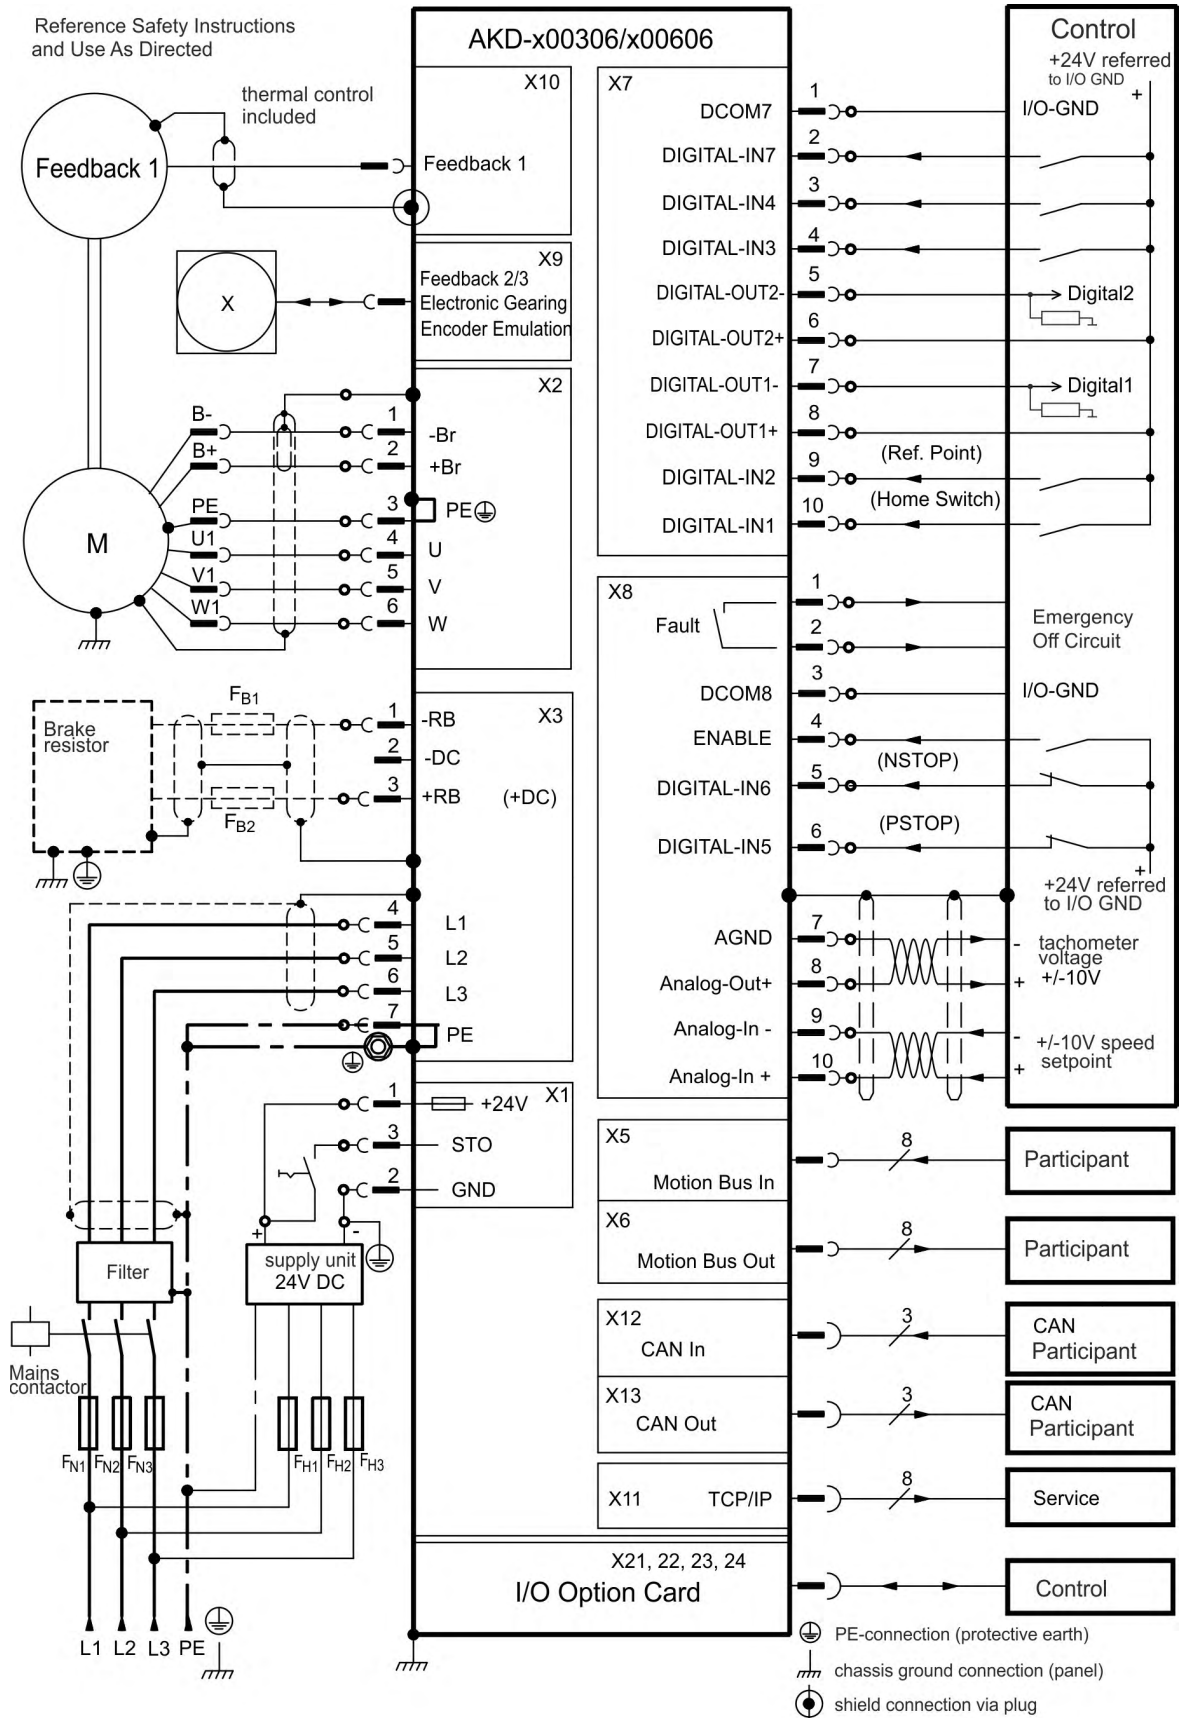 Reference Safety Instructions
and Use As Directed
AKD-x00306/x00606
Control
+24V referred
to I/O GND
+
thermal control
included
Feedback 1
X10
Feedback 1
X9
Feedback 2/3
Electronic Gearing
Encoder Emulation
X
X2
B-
1
-Br
B+
2
+Br
PE
3
PE
U1
4
U
V1
5
V
W1
6
W
M
X3
FB1
1
-RB
Brake
resistor
2
-DC
3
+RB
(+DC)
FB2
4
L1
5
L2
6
L3
7
PE
X1
1
+24V
3
STO
2
GND
+
-
supply unit
24V DC
Filter
Mains
contactor
FN1
FN2
FN3
FH1
FH2
FH3
L1
L2
L3
PE
X7
DCOM7
1
I/O-GND
DIGITAL-IN7
2
DIGITAL-IN4
3
DIGITAL-IN3
4
DIGITAL-OUT2-
5
Digital2
DIGITAL-OUT2+
6
DIGITAL-OUT1-
7
Digital1
DIGITAL-OUT1+
8
(Ref. Point)
DIGITAL-IN2
9
(Home Switch)
DIGITAL-IN1
10
X8
Fault
1
2
Emergency
Off Circuit
DCOM8
3
I/O-GND
ENABLE
4
(NSTOP)
DIGITAL-IN6
5
(PSTOP)
DIGITAL-IN5
6
+
+24V referred
to I/O GND
AGND
7
-
tachometer
voltage
Analog-Out+
8
+
+/-10V
Analog-In -
9
-
+/-10V speed
setpoint
Analog-In +
10
+
X5
Motion Bus In
8
Participant
X6
Motion Bus Out
8
Participant
X12
CAN In
3
CAN
Participant
X13
CAN Out
3
CAN
Participant
X11
TCP/IP
8
Service
X21, 22, 23, 24
I/O Option Card
Control
PE-connection (protective earth)
chassis ground connection (panel)
shield connection via plug